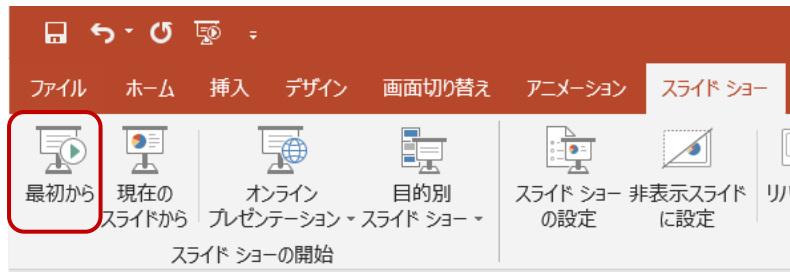 ファイル ホーム 挿入 デザイン 画面切り替え アニメーション スライド ショー
最初から 現在の オンライン 目的別 スライド ショー 非表示スライド リハ
スライドから プレゼンテーション スライド ショー の設定 に設定
スライド ショーの開始